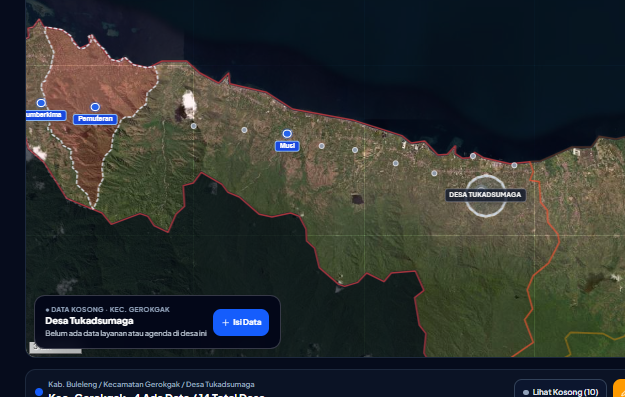 Pemuteran
Musi
DESA TUKADSUMAGA
DATA KOSONG · KEC. GEROKGAK
Desa Tukadsumaga
Belum ada data layanan atau agenda di desa ini
+ Isi Data
Kab. Buleleng / Kecamatan Gerokgak / Desa Tukadsumaga
Lihat Kosong (10)